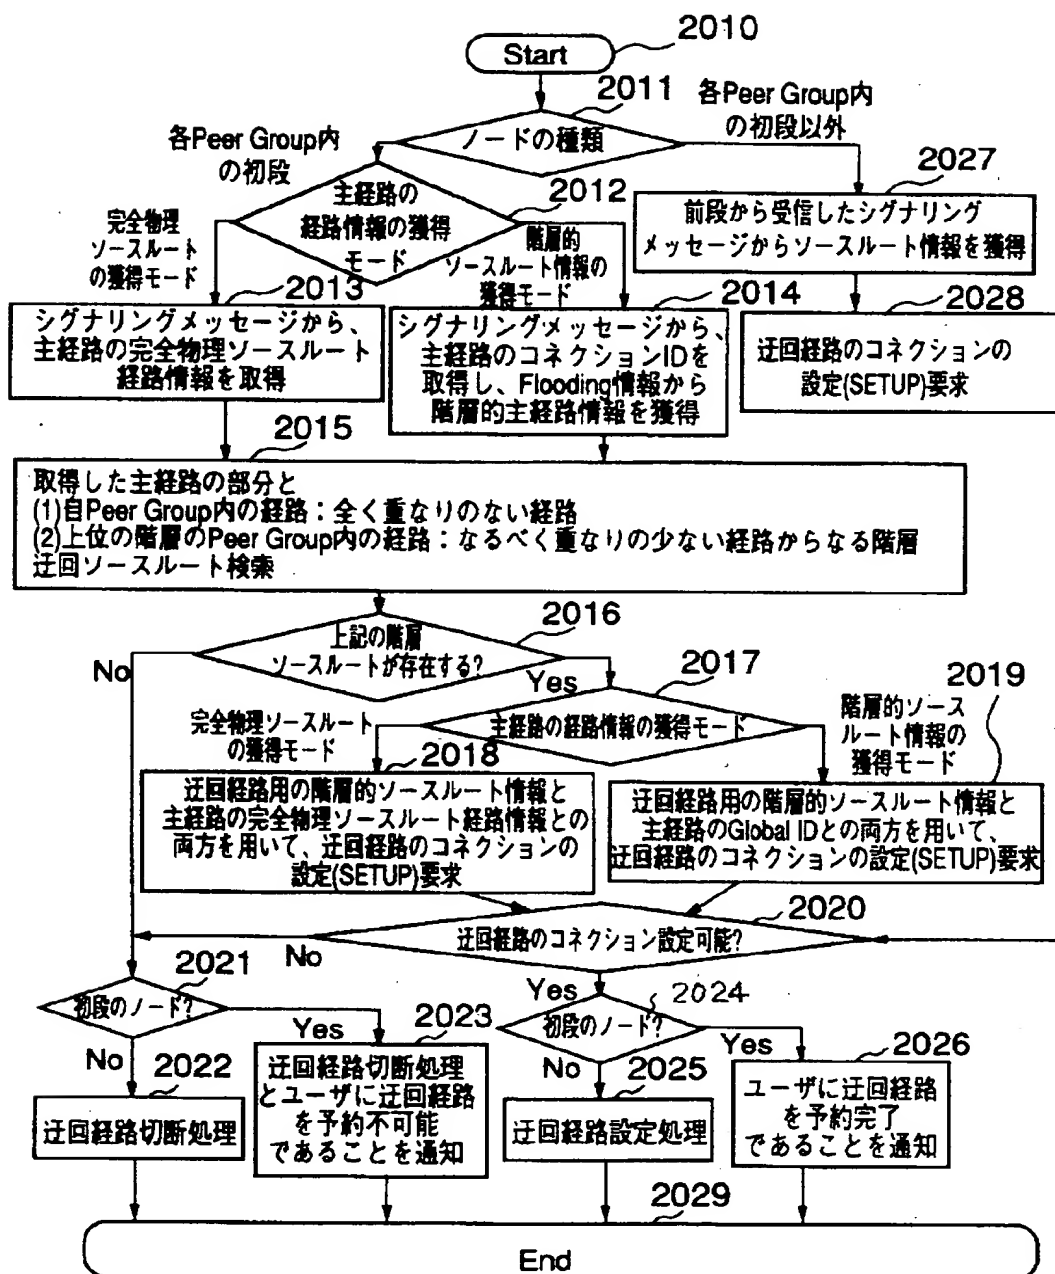 2010
Start
2011
ノードの種類
各Peer Group内
の初段以外
各Peer Group内
の初段
2012
主経路の
経路情報の獲得
モード
2027
前段から受信したシグナリング
メッセージからソースルート情報を獲得
完全物理
ソースルート
の獲得モード
階層的
ソースルート情報の
獲得モード
2013
シグナリングメッセージから、
主経路の完全物理ソースルート
経路情報を取得
2014
シグナリングメッセージから、
主経路のコネクションIDを
取得し、Flooding情報から
階層的主経路情報を獲得
2028
迂回経路のコネクションの
設定(SETUP)要求
2015
取得した主経路の部分と
(1)自Peer Group内の経路：全く重なりのない経路
(2)上位の階層のPeer Group内の経路：なるべく重なりの少ない経路からなる階層
迂回ソースルート検索
2016
上記の階層
ソースルートが存在する?
No
Yes
2017
主経路の経路情報の獲得モード
完全物理ソースルート
の獲得モード
階層的ソース
ルート情報の
獲得モード
2018
迂回経路用の階層的ソースルート情報と
主経路の完全物理ソースルート経路情報との
両方を用いて、迂回経路のコネクションの
設定(SETUP)要求
2019
迂回経路用の階層的ソースルート情報と
主経路のGlobal IDとの両方を用いて、
迂回経路のコネクションの設定(SETUP)要求
2020
迂回経路のコネクション設定可能?
No
Yes
2021
初段のノード?
No
Yes
2022
迂回経路切断処理
2023
迂回経路切断処理
とユーザに迂回経路
を予約不可能
であることを通知
2024
初段のノード?
No
Yes
2025
迂回経路設定処理
2026
ユーザに迂回経路
を予約完了
であることを通知
2029
End